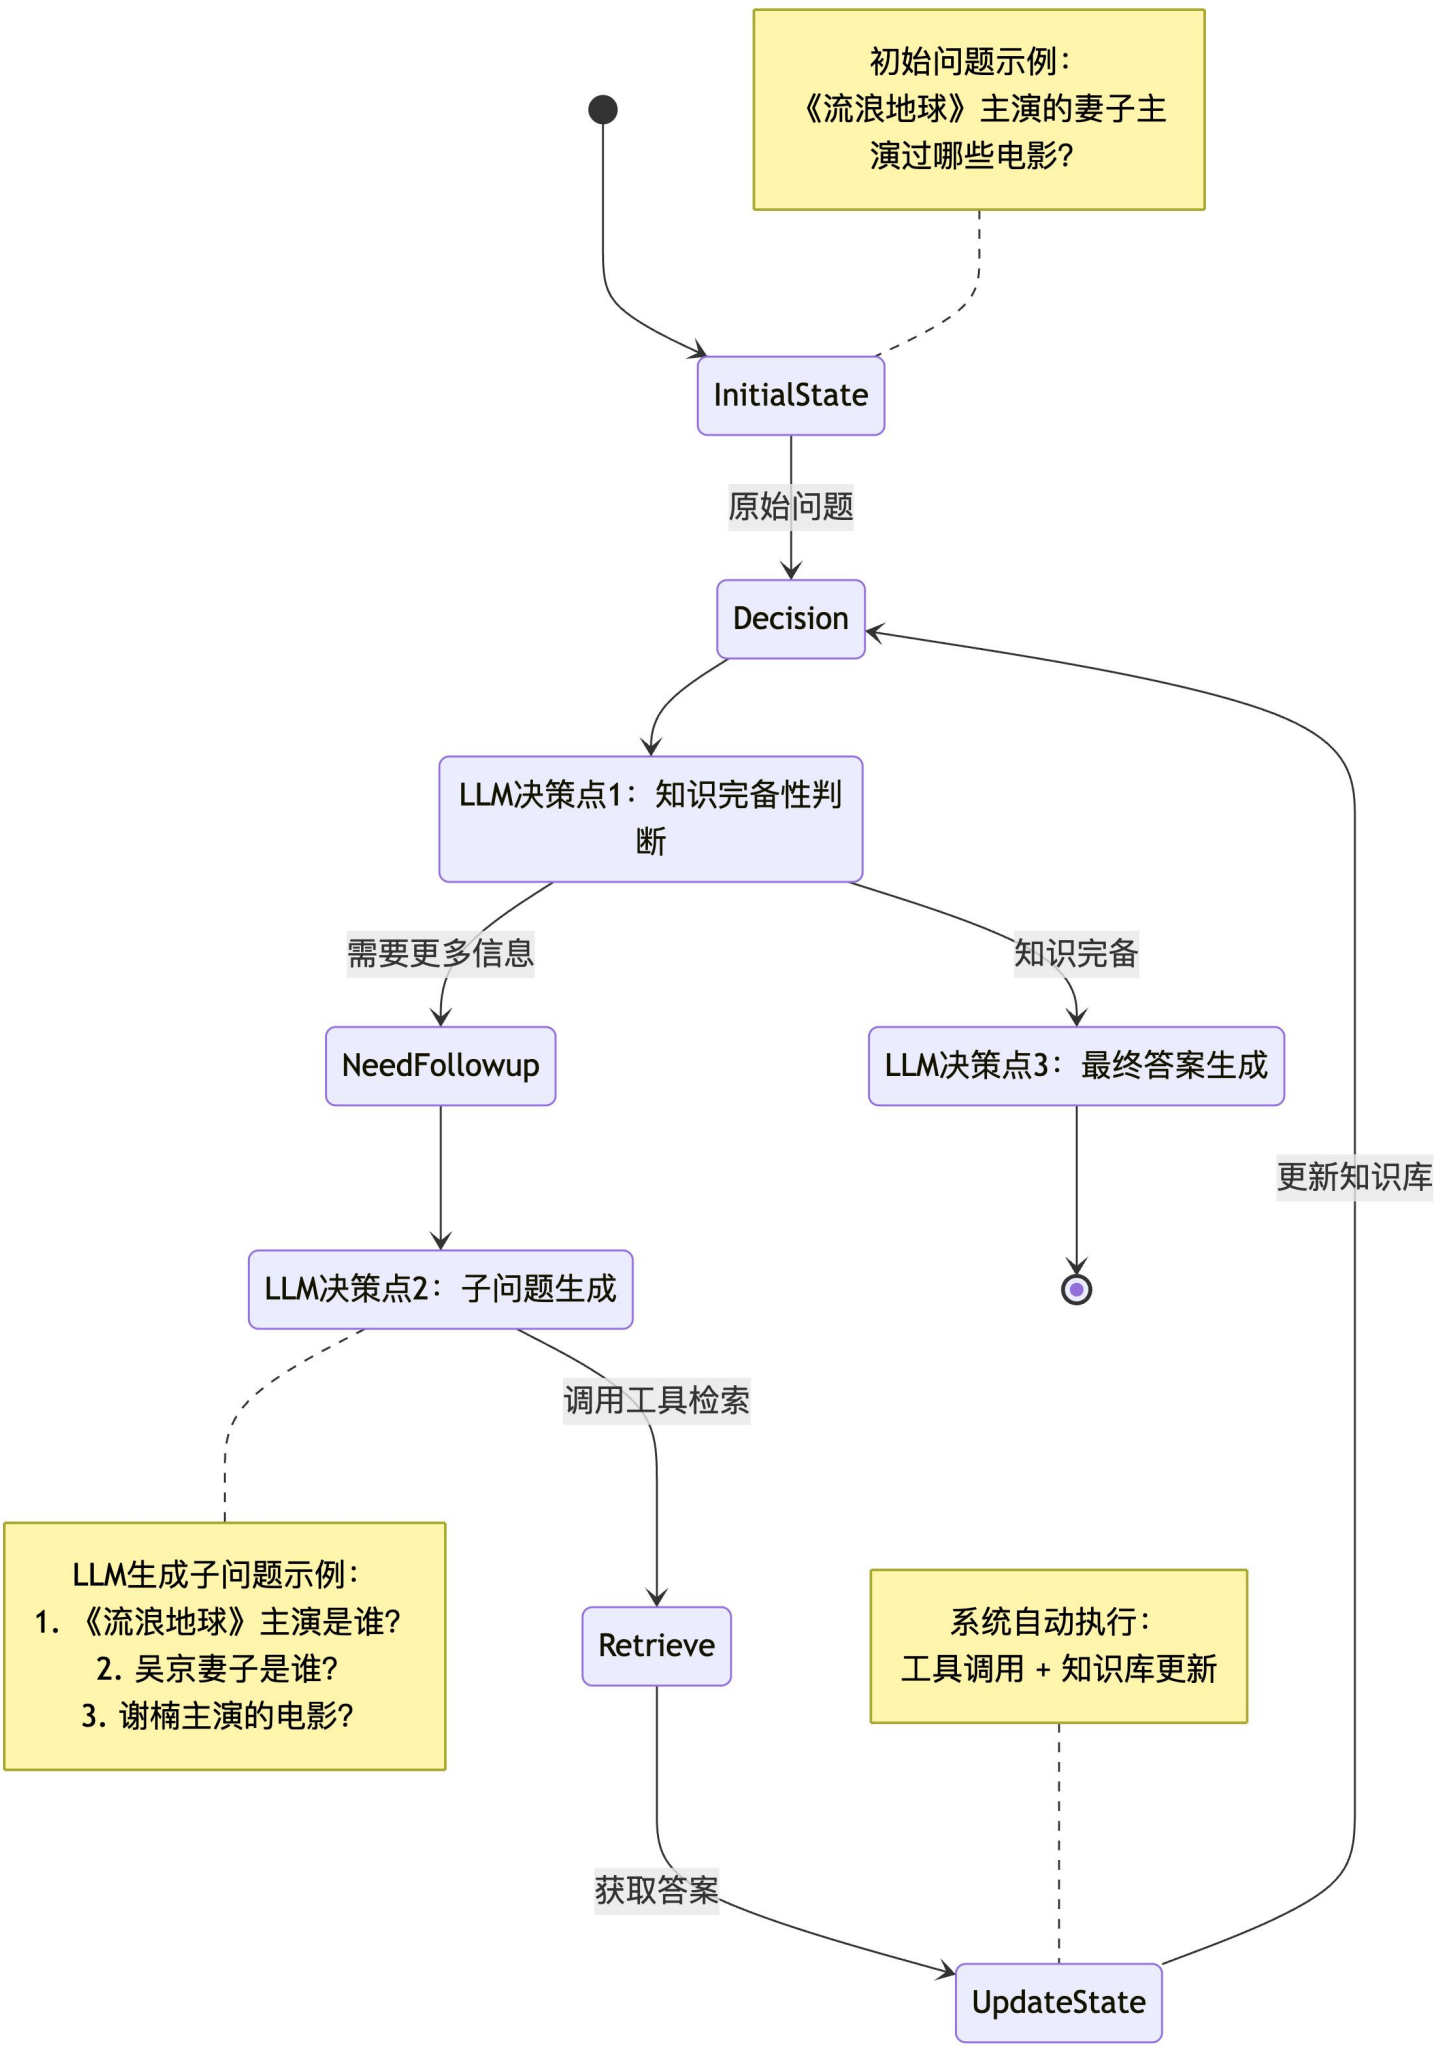 初始问题示例：
《流浪地球》主演的妻子主
演过哪些电影？
InitialState
原始问题
Decision
LLM决策点1：知识完备性判
断
需要更多信息
知识完备
NeedFollowup
LLM决策点3：最终答案生成
更新知识库
LLM决策点2：子问题生成
调用工具检索
LLM生成子问题示例：
1. 《流浪地球》主演是谁？
2. 吴京妻子是谁？
3. 谢楠主演的电影？
Retrieve
系统自动执行：
工具调用 + 知识库更新
获取答案
UpdateState